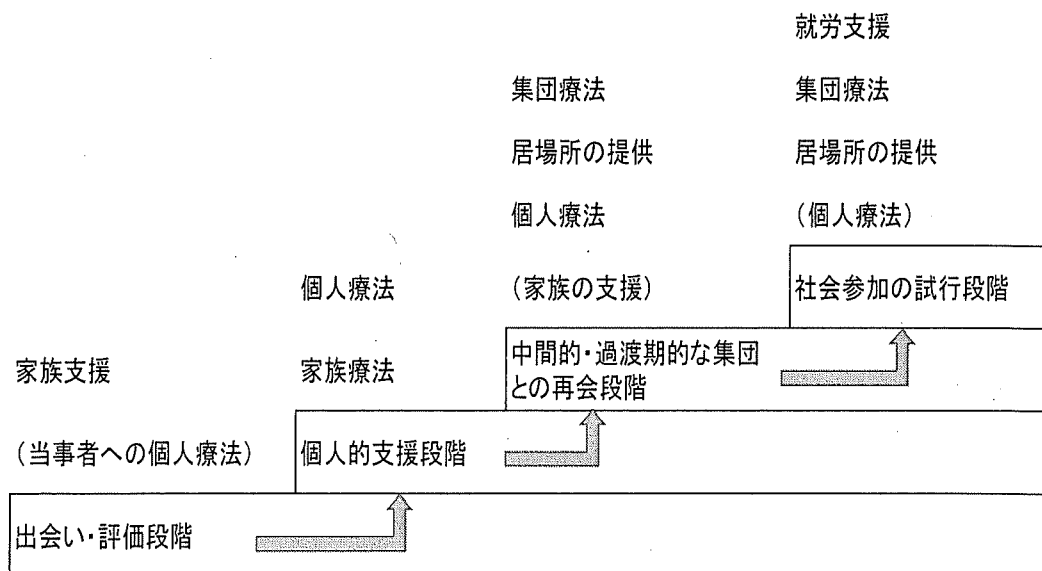 就労支援
集団療法
集団療法
居場所の提供
居場所の提供
個人療法
（個人療法）
個人療法
（家族の支援）
社会参加の試行段階
家族支援
家族療法
中間的・過渡期的な集団
との再会段階
（当事者への個人療法）
個人的支援段階
出会い・評価段階